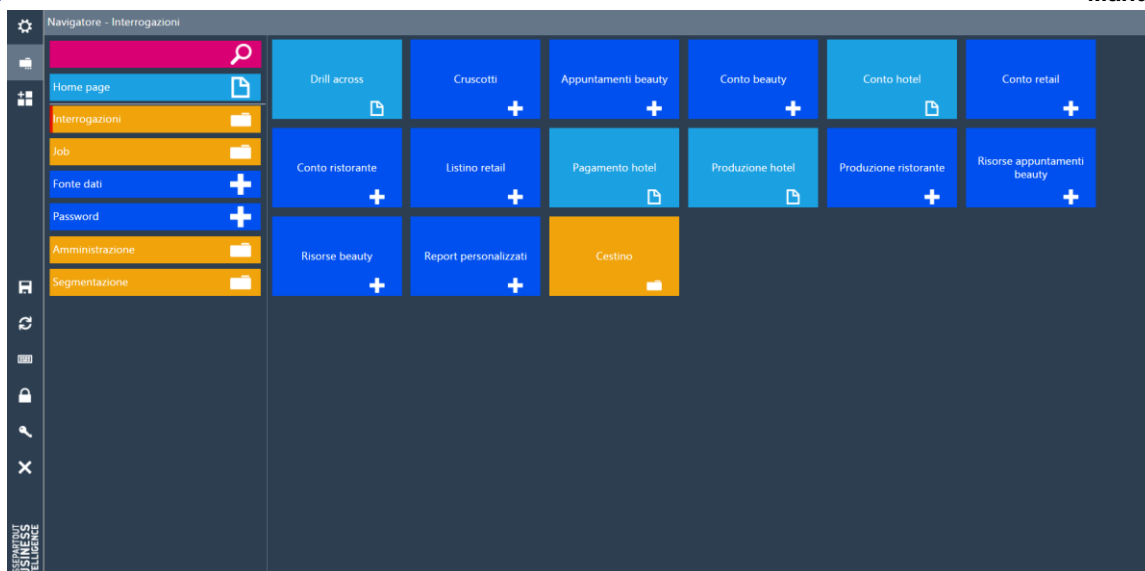 Navigatore - Interrogazioni
Home page
Interrogazioni
Job
Fonte dati
Password
Amministrazione
Segmentazione
Drill across
Cruscotti
Appuntamenti beauty
Conto beauty
Conto hotel
Conto retail
Conto ristorante
Listino retail
Pagamento hotel
Produzione hotel
Produzione ristorante
Risorse appuntamenti
beauty
Risorse beauty
Report personalizzati
Cestino